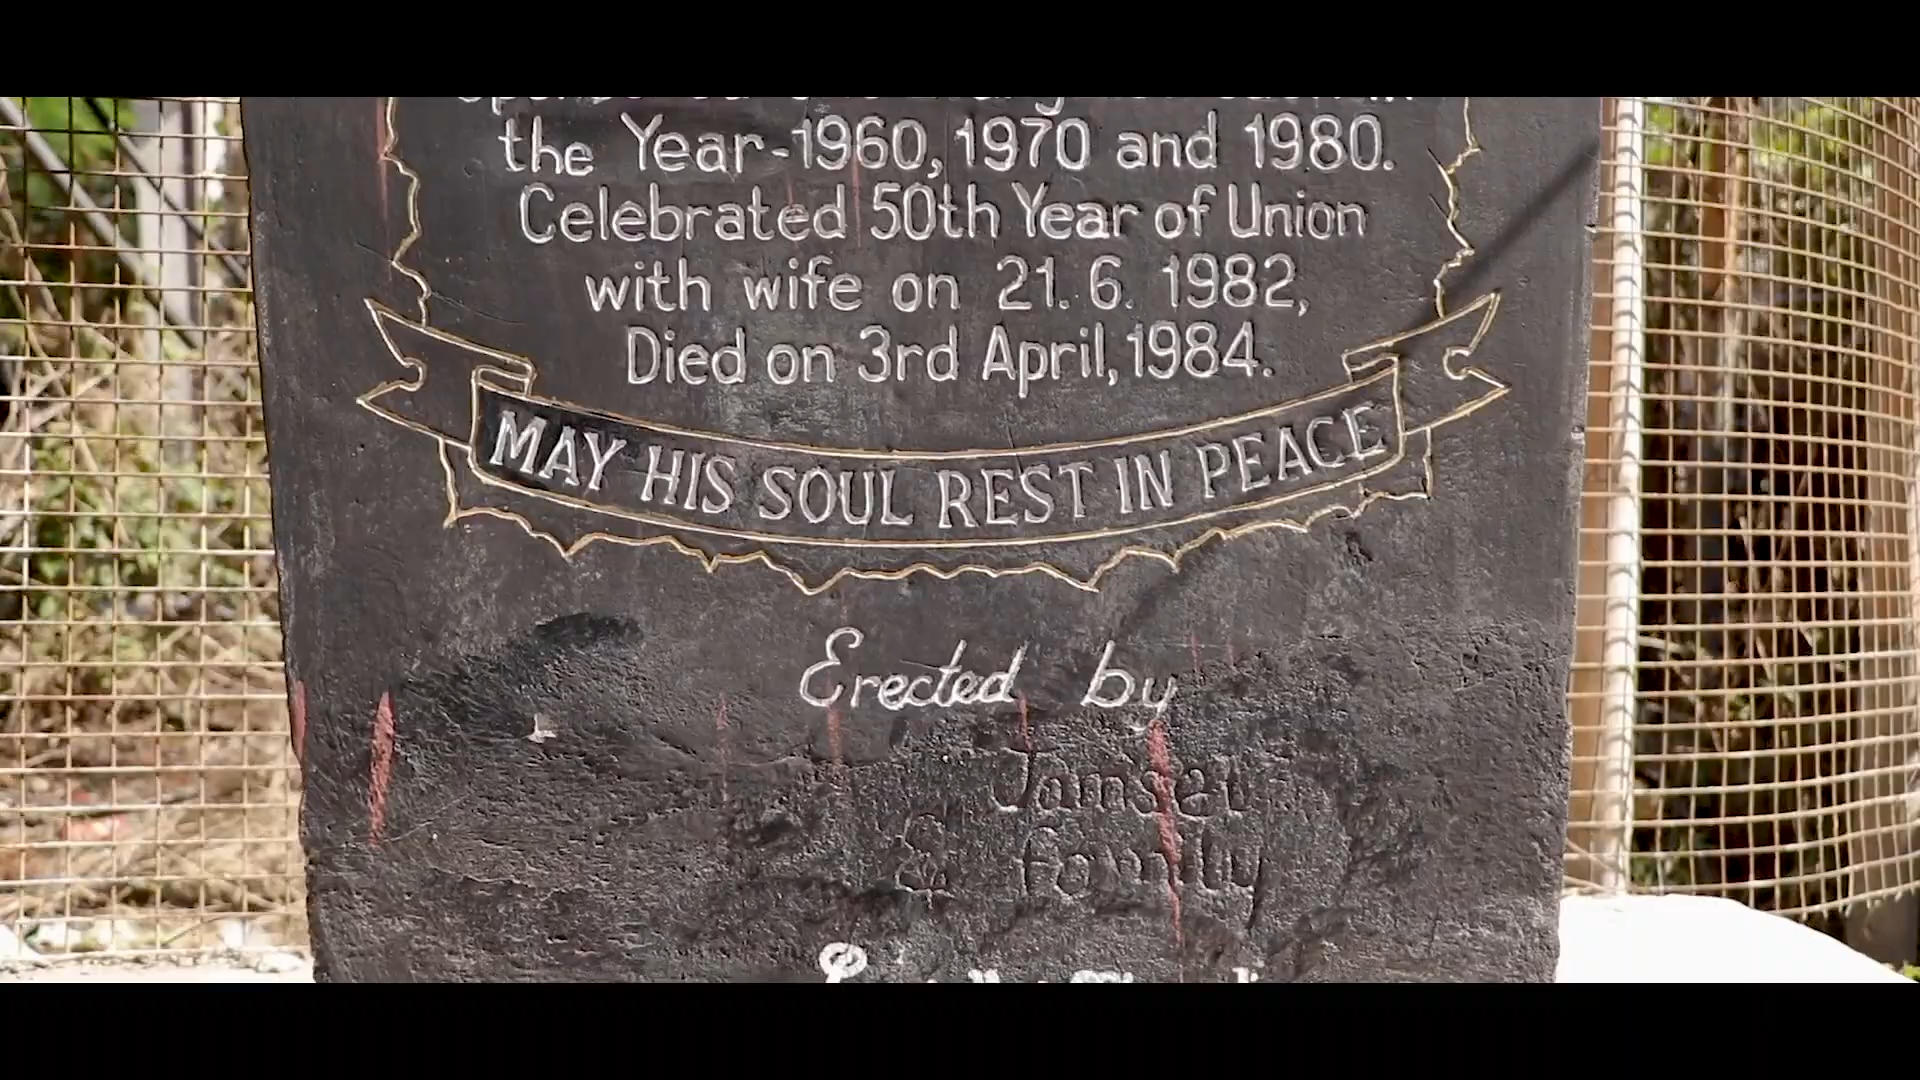 the Year-1960, 1970 and 1980.
Celebrated 50th Year of Union
with wife on 21. 6. 1982,
Died on 3rd April, 1984.
MAY HIS SOUL REST IN PEACE
Erected by
& family